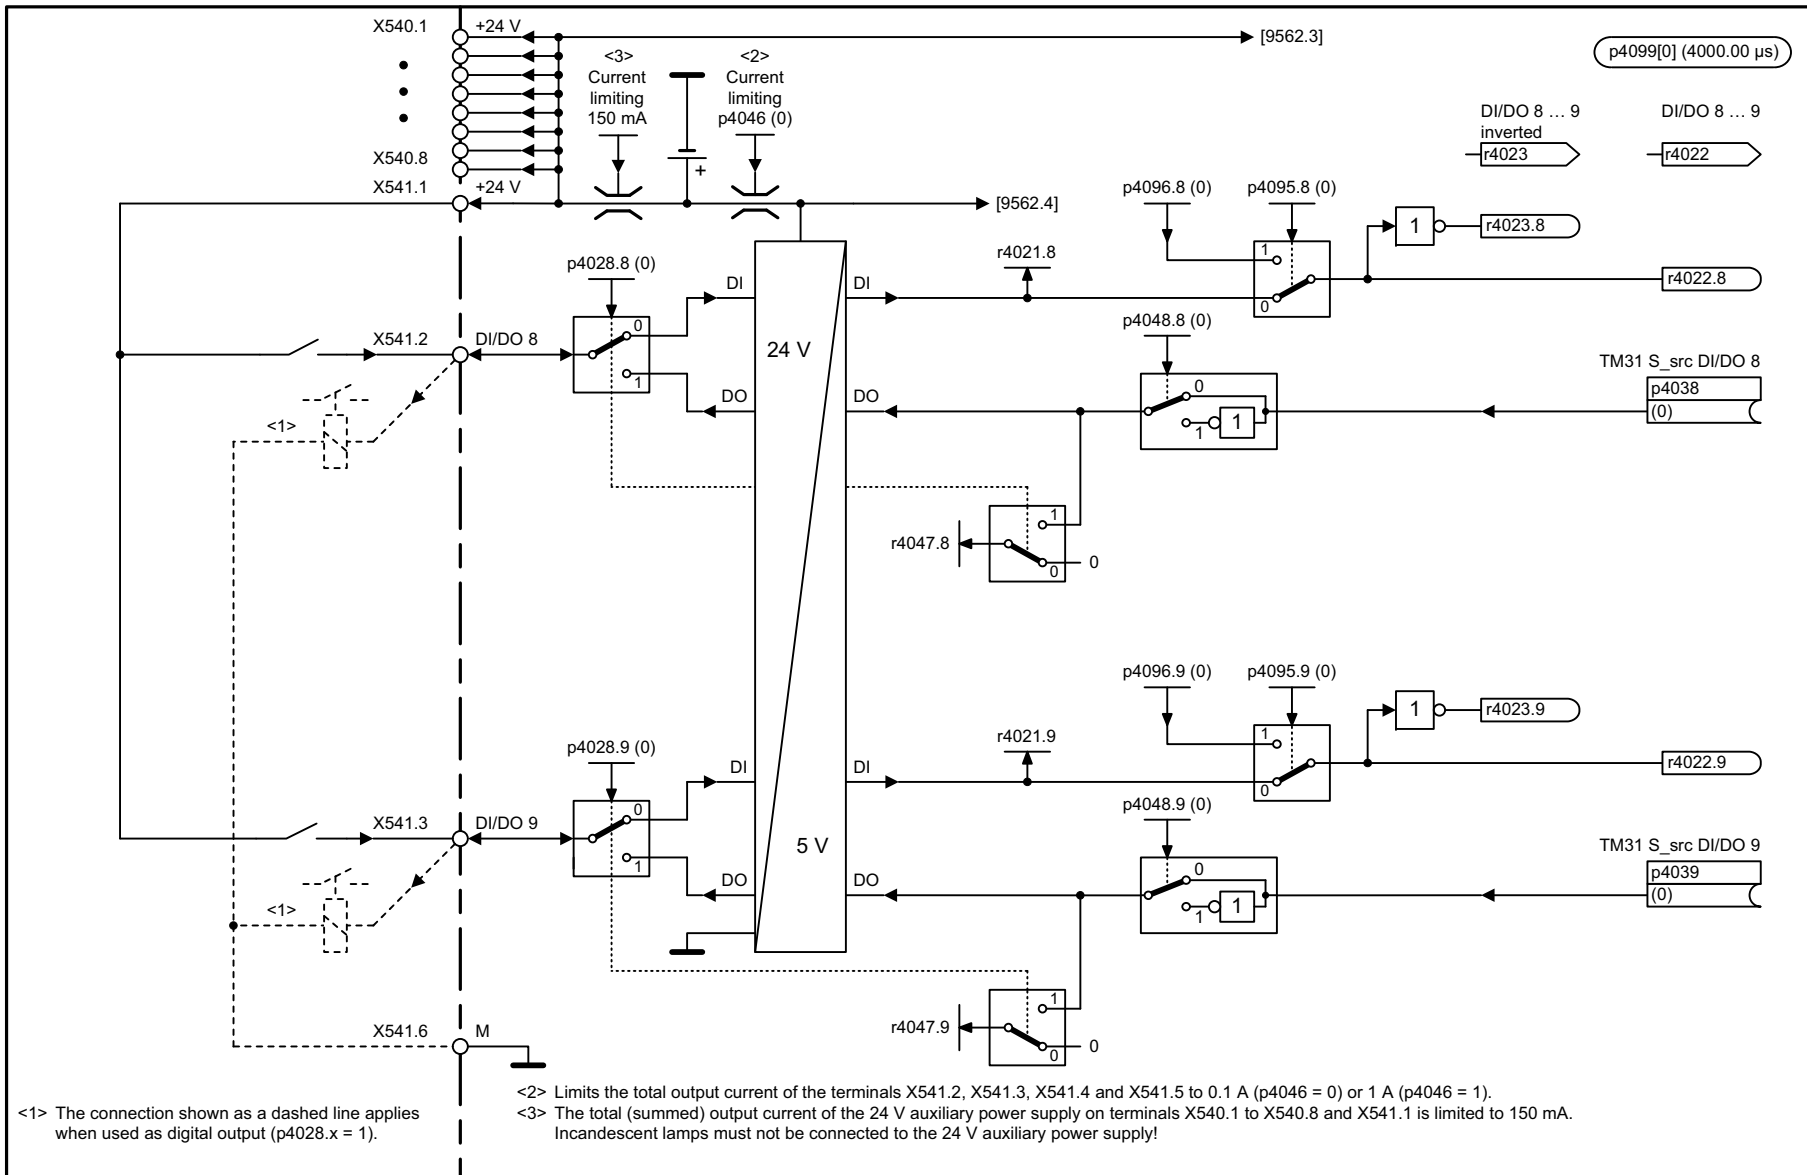 X540.1
+24 V
[9562.3]
p4099[0] (4000.00 µs)
<3>
Current
limiting
150 mA
<2>
Current
limiting
p4046 (0)
DI/DO 8 ... 9
inverted
r4023
DI/DO 8 ... 9
r4022
X540.8
+
X541.1
+24 V
[9562.4]
p4096.8 (0)
p4095.8 (0)
1
r4023.8
p4028.8 (0)
r4021.8
1
0
r4022.8
DI
DI
p4048.8 (0)
X541.2
DI/DO 8
0
1
24 V
TM31 S_src DI/DO 8
p4038
(0)
DO
DO
0
1
1
<1>
r4047.8
1
0
0
p4096.9 (0)
p4095.9 (0)
1
r4023.9
p4028.9 (0)
r4021.9
1
0
r4022.9
DI
DI
p4048.9 (0)
X541.3
DI/DO 9
0
1
5 V
TM31 S_src DI/DO 9
p4039
(0)
DO
DO
0
1
1
<1>
r4047.9
1
0
0
X541.6
M
<1> The connection shown as a dashed line applies
when used as digital output (p4028.x = 1).
<2> Limits the total output current of the terminals X541.2, X541.3, X541.4 and X541.5 to 0.1 A (p4046 = 0) or 1 A (p4046 = 1).
<3> The total (summed) output current of the 24 V auxiliary power supply on terminals X540.1 to X540.8 and X541.1 is limited to 150 mA.
Incandescent lamps must not be connected to the 24 V auxiliary power supply!